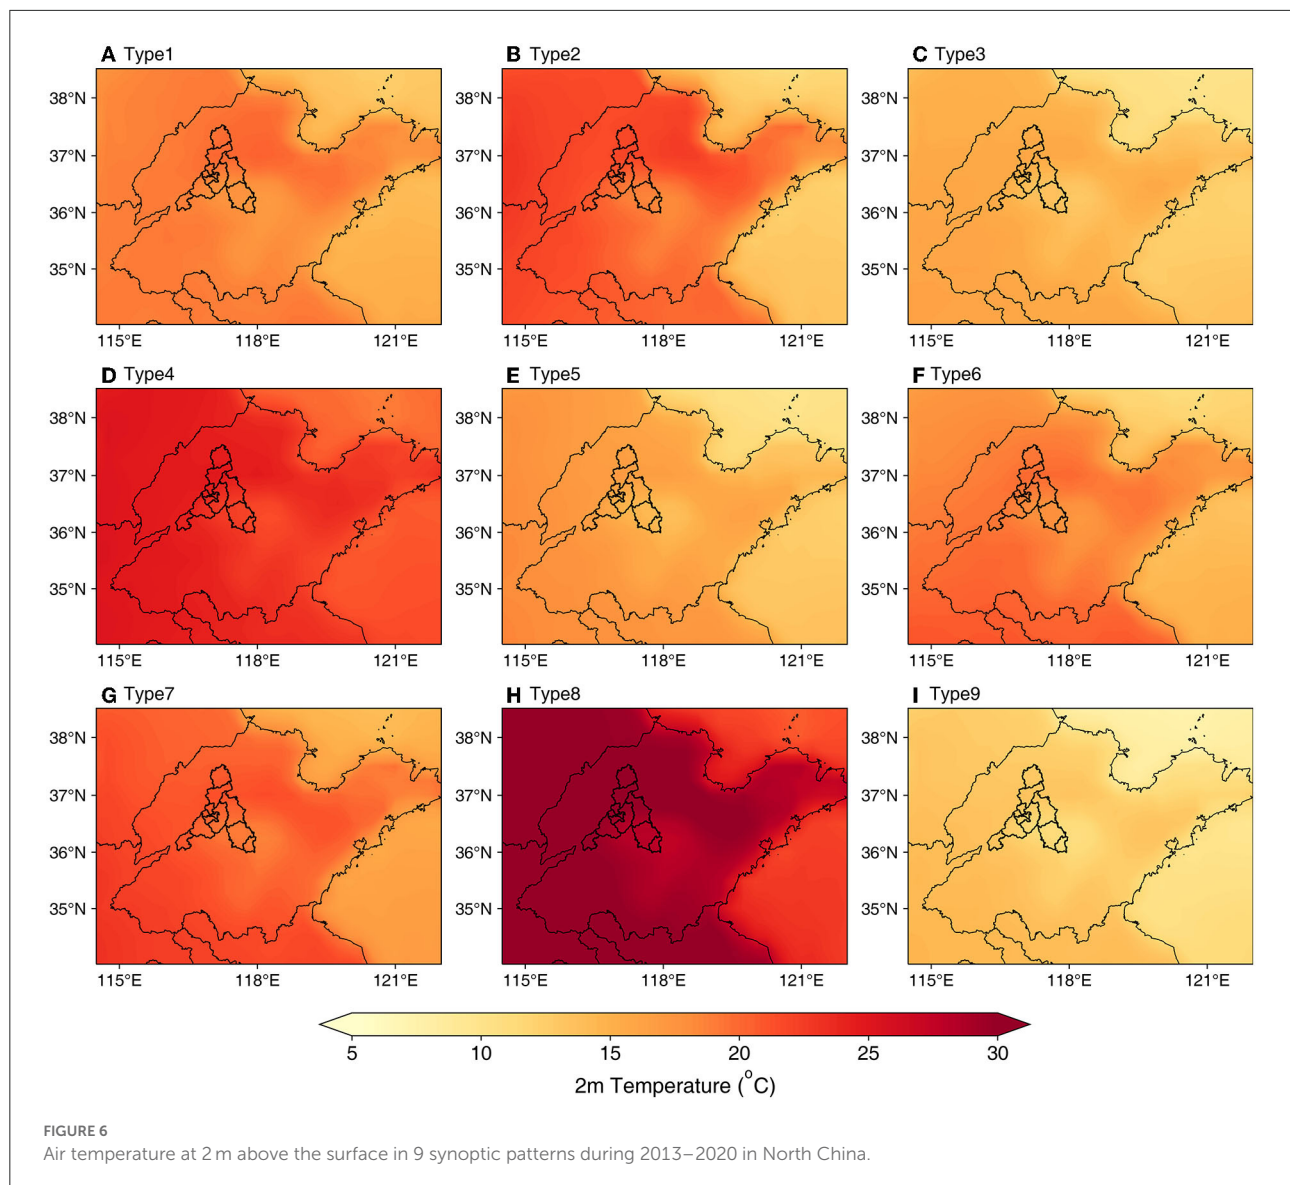 A Type1
B Type2
C Type3
38°N
37°N
36°N
35°N
115°E
118°E
121°E
38°N
37°N
36°N
35°N
115°E
118°E
121°E
38°N
37°N
36°N
35°N
115°E
118°E
121°E
D Type4
E Type5
F Type6
38°N
37°N
36°N
35°N
115°E
118°E
121°E
38°N
37°N
36°N
35°N
115°E
118°E
121°E
38°N
37°N
36°N
35°N
115°E
118°E
121°E
G Type7
H Type8
I Type9
38°N
37°N
36°N
35°N
115°E
118°E
121°E
38°N
37°N
36°N
35°N
115°E
118°E
121°E
38°N
37°N
36°N
35°N
115°E
118°E
121°E
5 10 15 20 25 30
2m Temperature (°C)
FIGURE 6
Air temperature at 2 m above the surface in 9 synoptic patterns during 2013–2020 in North China.